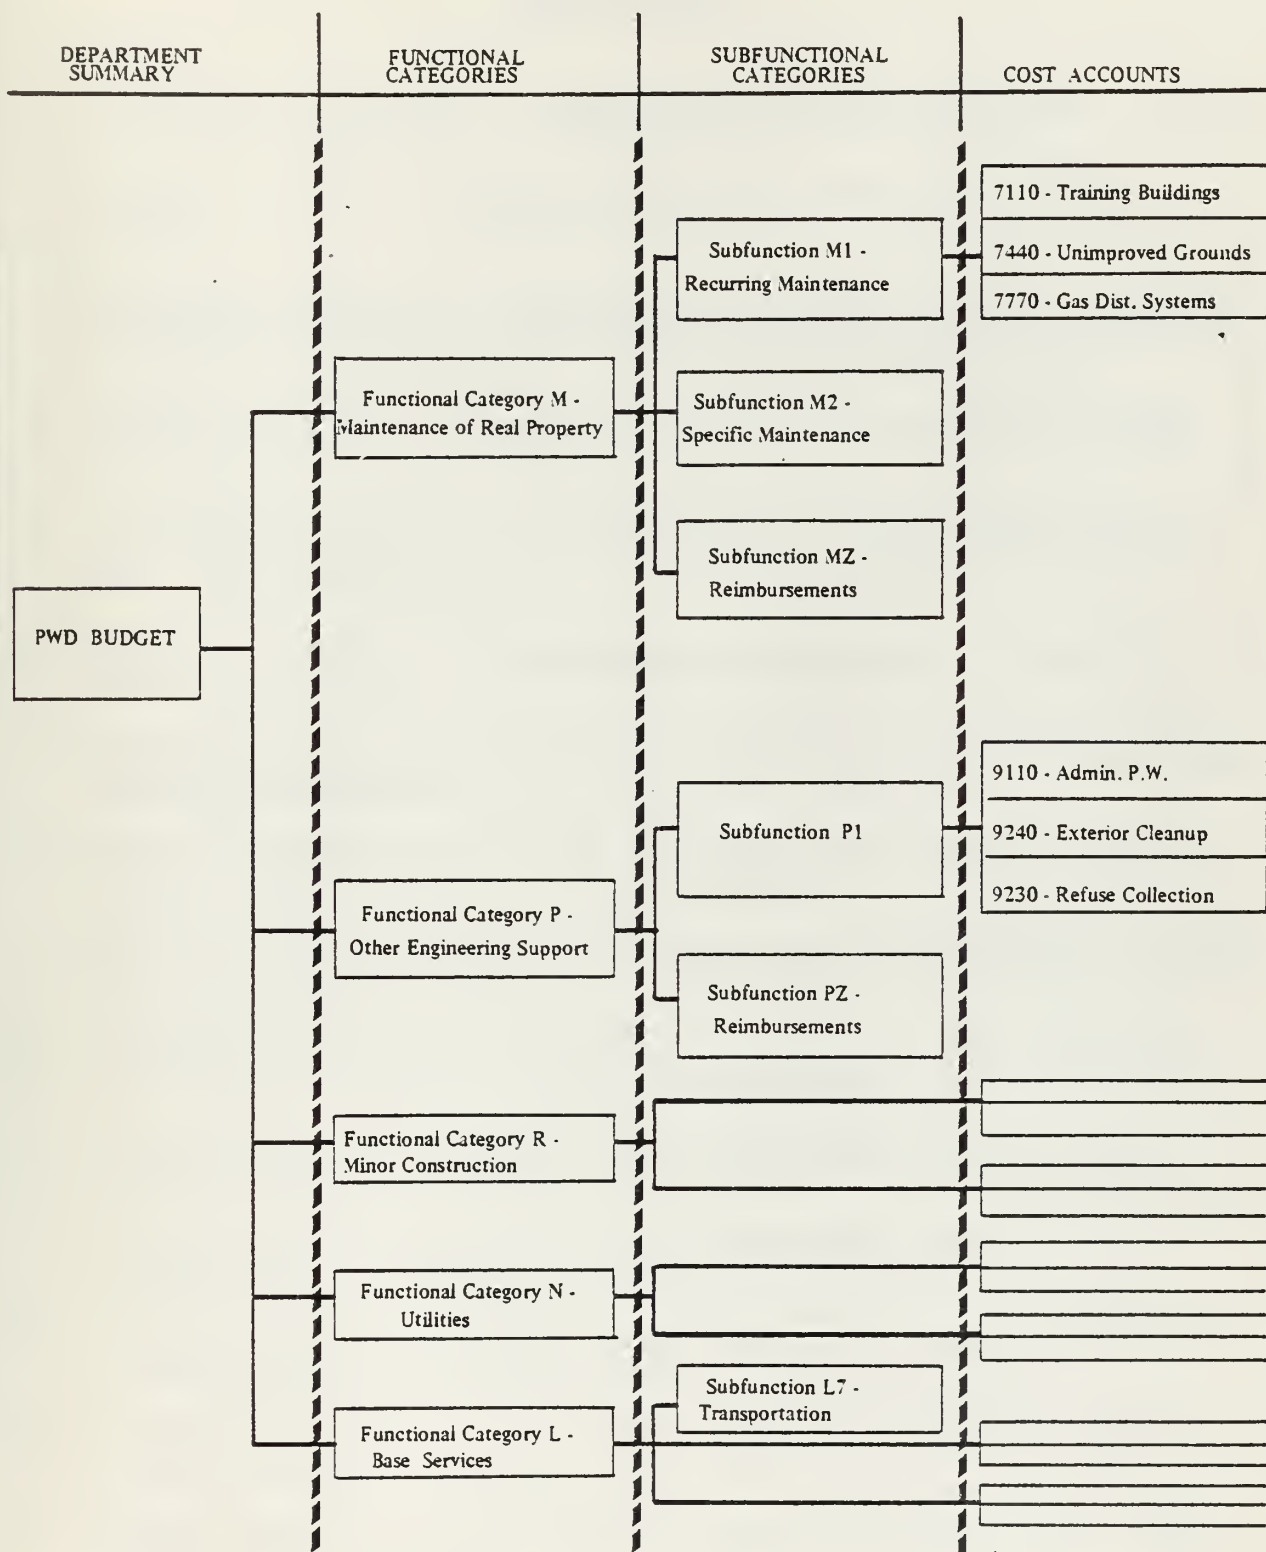 DEPARTMENT
SUMMARY
FUNCTIONAL
CATEGORIES
SUBFUNCTIONAL
CATEGORIES
COST ACCOUNTS
PWD BUDGET
Functional Category M -
Maintenance of Real Property
Subfunction M1 -
Recurring Maintenance
7110 - Training Buildings
7440 - Unimproved Grounds
7770 - Gas Dist. Systems
Subfunction M2 -
Specific Maintenance
Subfunction MZ -
Reimbursements
Functional Category P -
Other Engineering Support
Subfunction P1
9110 - Admin. P.W.
9240 - Exterior Cleanup
9230 - Refuse Collection
Subfunction PZ -
Reimbursements
Functional Category R -
Minor Construction
Functional Category N -
Utilities
Functional Category L -
Base Services
Subfunction L7 -
Transportation